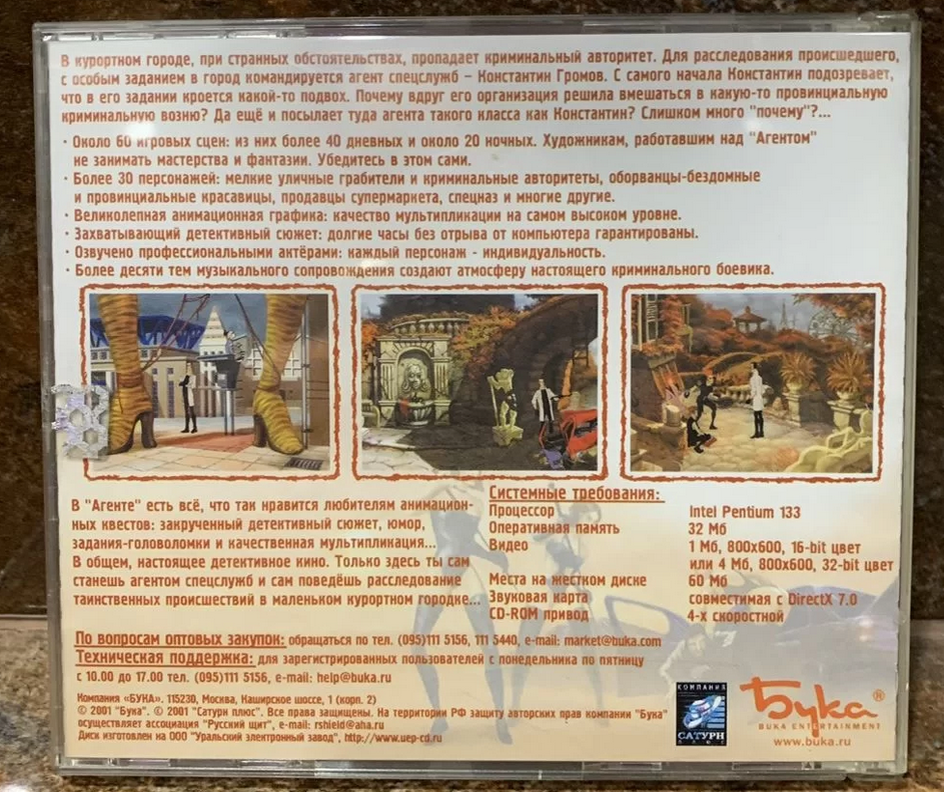 В курортном городе, при странных обстоятельствах, пропадает криминальный авторитет. Для расследования происшедшего,
с особым заданием в город командируется агент спецслужб – Константин Громов. С самого начала Константин подозревает,
что в его задании кроется какой-то подвох. Почему вдруг его организация решила вмешаться в какую-то провинциальную
криминальную возню? Да ещё и посылает туда агента такого класса как Константин? Слишком много "почему"?...
· Около 60 игровых сцен: из них более 40 дневных и около 20 ночных. Художникам, работавшим над "Агентом"
не занимать мастерства и фантазии. Убедитесь в этом сами.
· Более 30 персонажей: мелкие уличные грабители и криминальные авторитеты, оборванцы-бездомные
и провинциальные красавицы, продавцы супермаркета, спецназ и многие другие.
· Великолепная анимационная графика: качество мультипликации на самом высоком уровне.
· Захватывающий детективный сюжет: долгие часы без отрыва от компьютера гарантированы.
· Озвучено профессиональными актёрами: каждый персонаж - индивидуальность.
· Более десяти тем музыкального сопровождения создают атмосферу настоящего криминального боевика.
В "Агенте" есть всё, что так нравится любителям анимацион-
ных квестов: закрученный детективный сюжет, юмор,
задания-головоломки и качественная мультипликация...
В общем, настоящее детективное кино. Только здесь ты сам
станешь агентом спецслужб и сам поведёшь расследование
таинственных происшествий в маленьком курортном городке...
Системные требования:
Процессор Intel Pentium 133
Оперативная память 32 Мб
Видео 1 Мб, 800x600, 16-bit цвет
или 4 Мб, 800x600, 32-bit цвет
Места на жестком диске 60 Мб
Звуковая карта совместимая с DirectX 7.0
CD-ROM привод 4-х скоростной
По вопросам оптовых закупок: обращаться по тел. (095)111 5156, 111 5440, e-mail: market@buka.com
Техническая поддержка: для зарегистрированных пользователей с понедельника по пятницу
с 10.00 до 17.00 тел. (095)111 5156, e-mail: help@buka.ru
Компания «БУКА». 115230, Москва, Каширское шоссе, 1 (корп. 2)
© 2001 "Бука". © 2001 "Сатурн плюс". Все права защищены. На территории РФ защиту авторских прав компании "Бука"
осуществляет ассоциация "Русский щит", e-mail: rshield@aha.ru
Диск изготовлен на ООО "Уральский электронный завод", http://www.uep-cd.ru
КОМПАНИЯ
САТУРН
ПЛЮС
Бука ®
BUKA ENTERTAINMENT
www.buka.ru